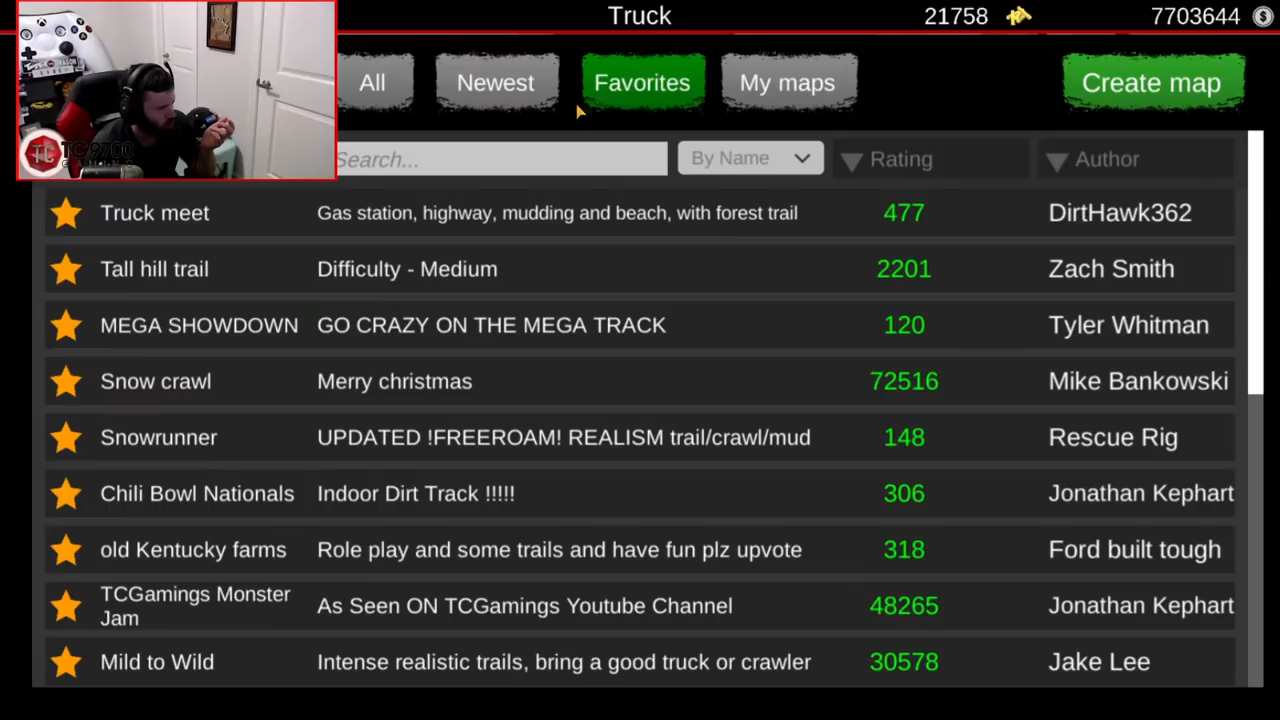 Truck
21758
7703644
All
Newest
Favorites
My maps
Create map
Search...
By Name
Rating
Author
Truck meet
Gas station, highway, mudding and beach, with forest trail
477
DirtHawk362
Tall hill trail
Difficulty - Medium
2201
Zach Smith
MEGA SHOWDOWN
GO CRAZY ON THE MEGA TRACK
120
Tyler Whitman
Snow crawl
Merry christmas
72516
Mike Bankowski
Snowrunner
UPDATED !FREEROAM! REALISM trail/crawl/mud
148
Rescue Rig
Chili Bowl Nationals
Indoor Dirt Track !!!!!
306
Jonathan Kephart
old Kentucky farms
Role play and some trails and have fun plz upvote
318
Ford built tough
TCGamings Monster
Jam
As Seen ON TCGamings Youtube Channel
48265
Jonathan Kephart
Mild to Wild
Intense realistic trails, bring a good truck or crawler
30578
Jake Lee
TC
TC9700
GAMING